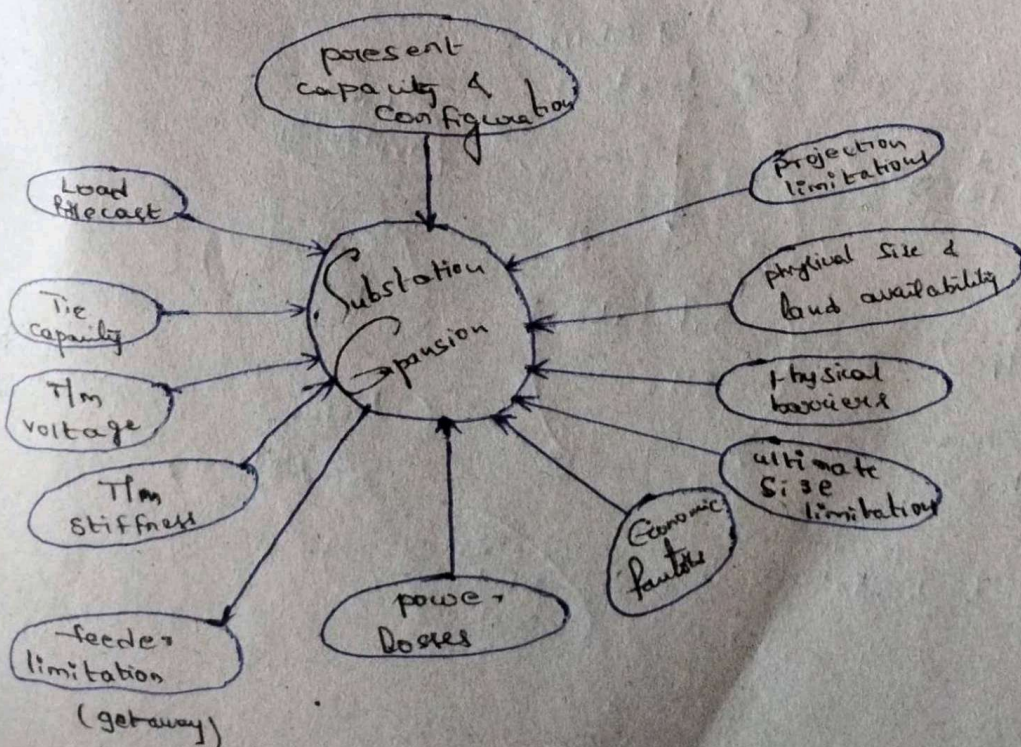 present
capacity &
Configuration
Load
forecast
Tie
capacity
T/m
voltage
T/m
stiffness
feeder
limitation
(getaway)
Substation
Expansion
power
Losses
Economic
factors
projection
limitations
physical Size &
land availability
physical
barriers
ultimate
Size
limitation